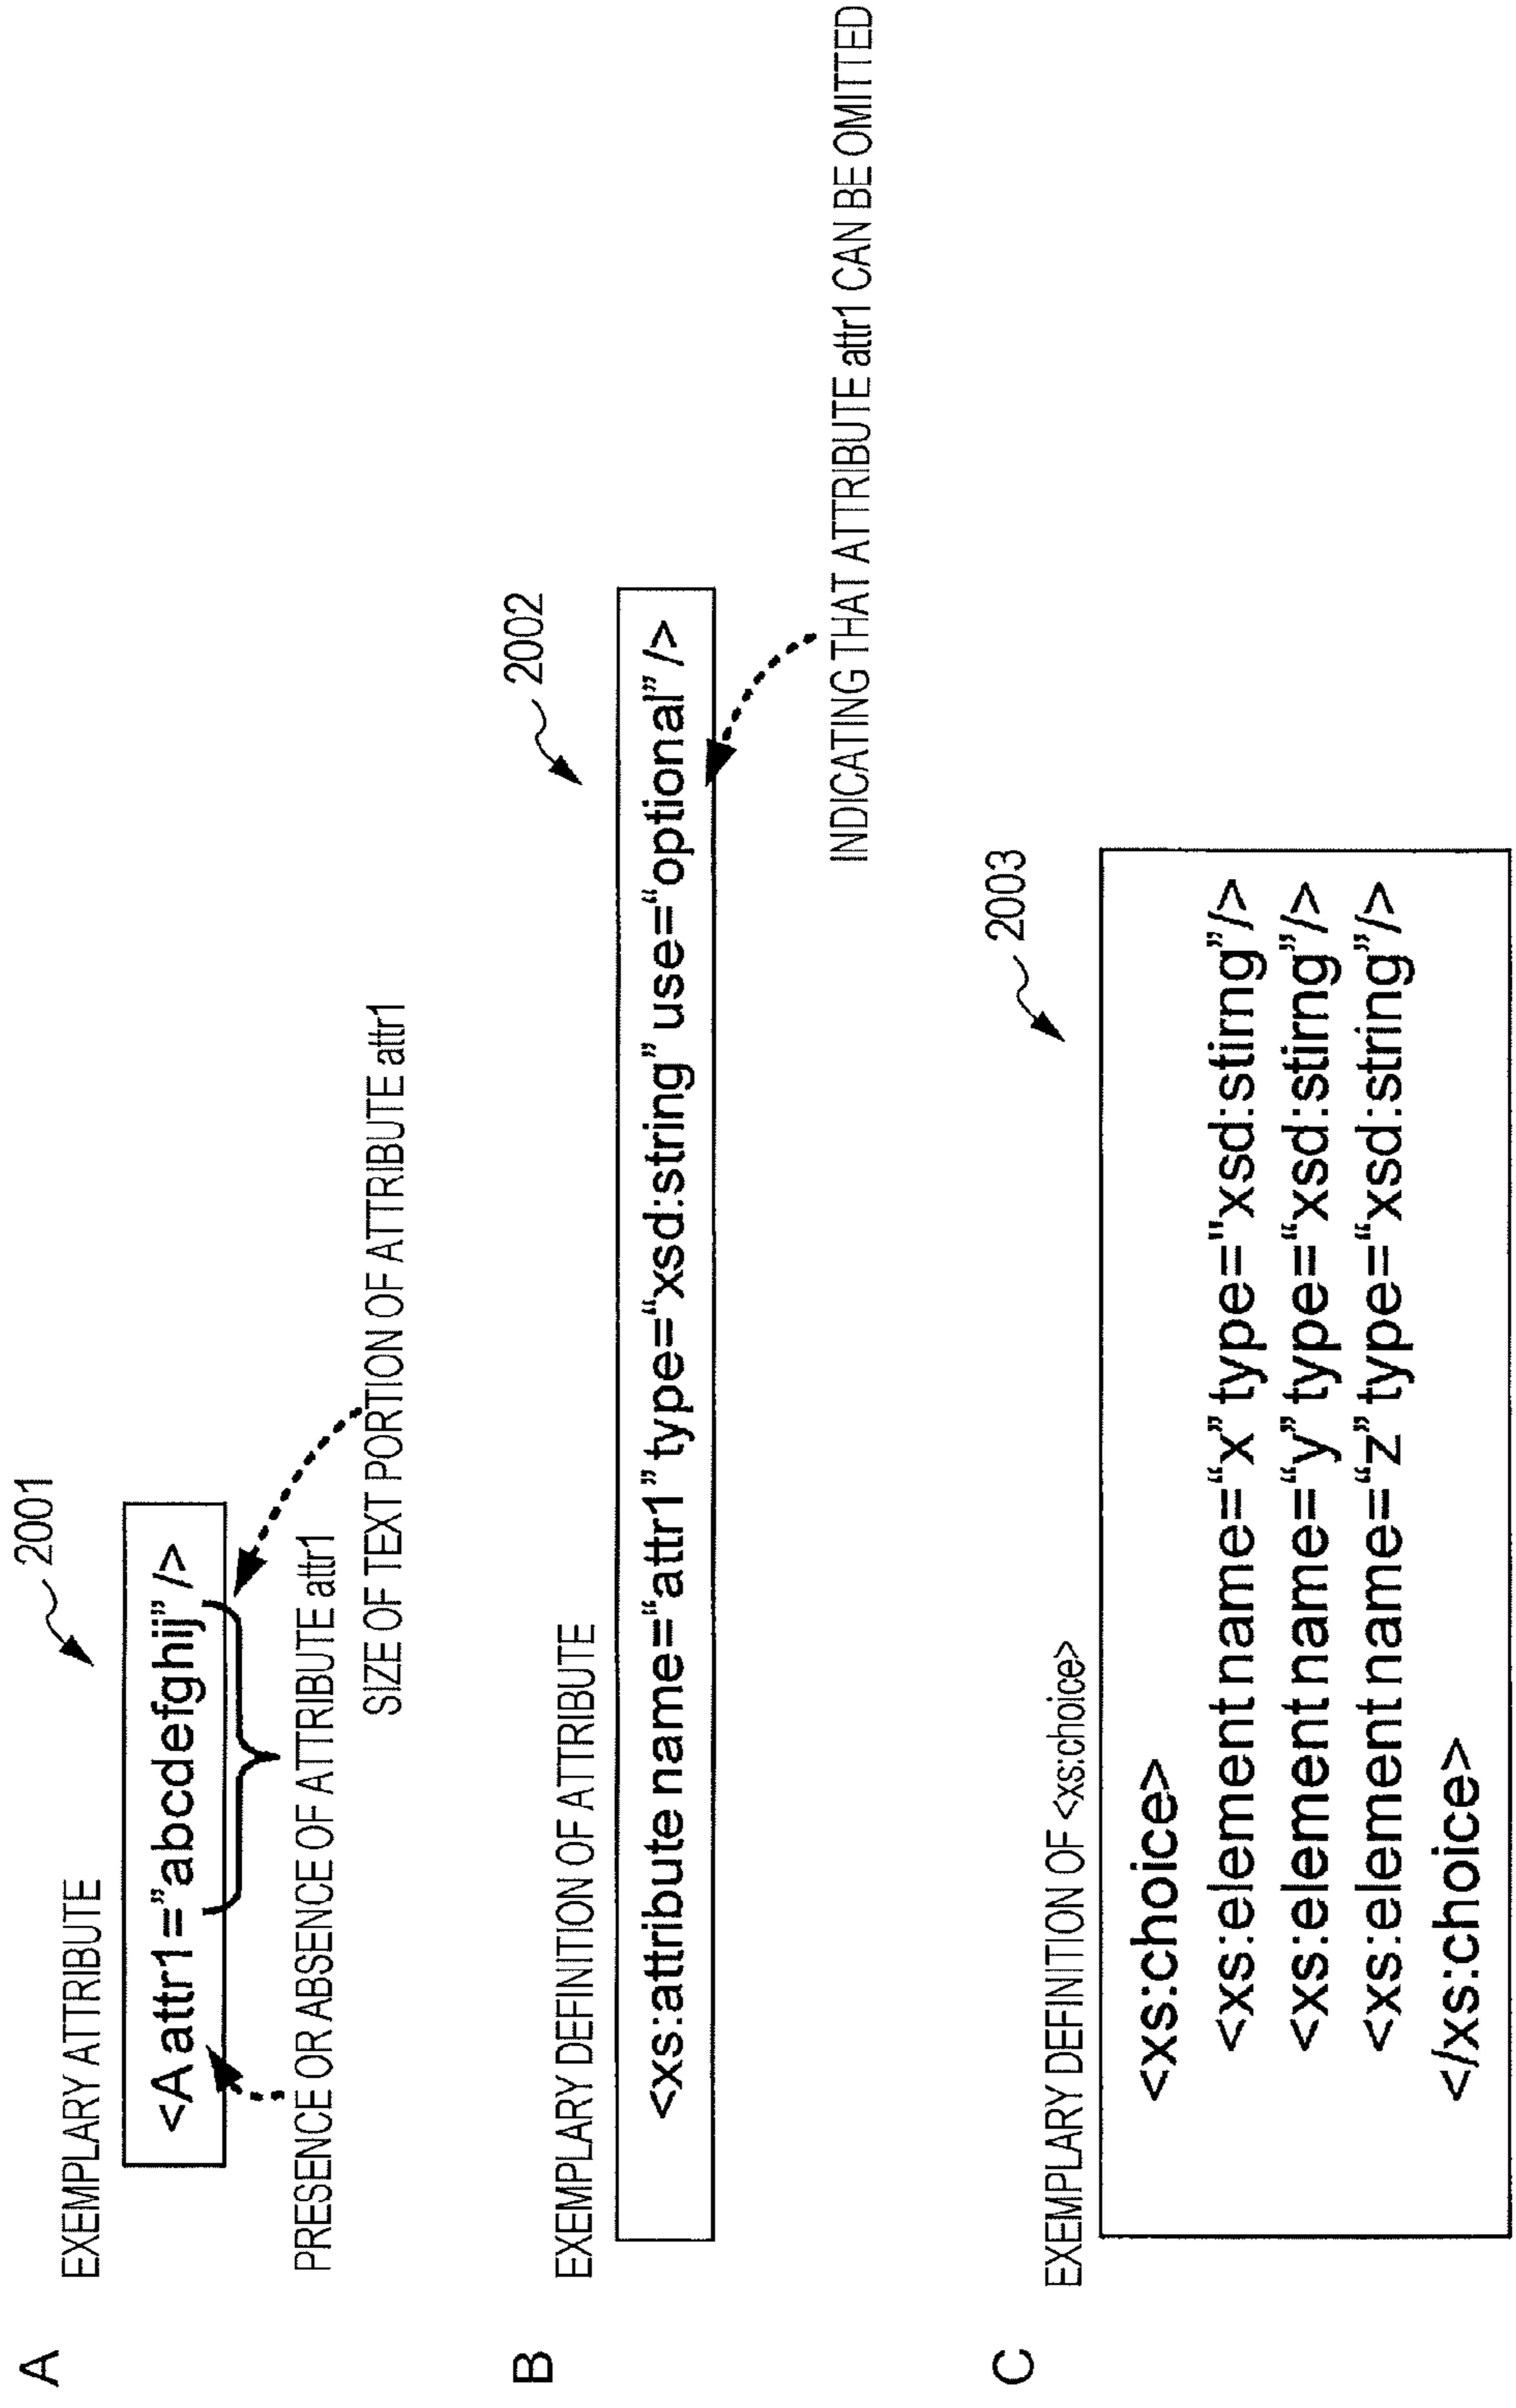 A
EXEMPLARY ATTRIBUTE
2001
<A attr1=”abcdefghij” />
PRESENCE OR ABSENCE OF ATTRIBUTE attr1
SIZE OF TEXT PORTION OF ATTRIBUTE attr1
B
EXEMPLARY DEFINITION OF ATTRIBUTE
2002
<xs:attribute name=“attr1” type=“xsd:string” use=“optional” />
INDICATING THAT ATTRIBUTE attr1 CAN BE OMITTED
C
EXEMPLARY DEFINITION OF <xs:choice>
2003
<xs:choice>
<xs:element name=“x” type="xsd:stirng”/>
<xs:element name=“y” type=“xsd:stirng”/>
<xs:element name=“z” type=“xsd:string”/>
</xs:choice>